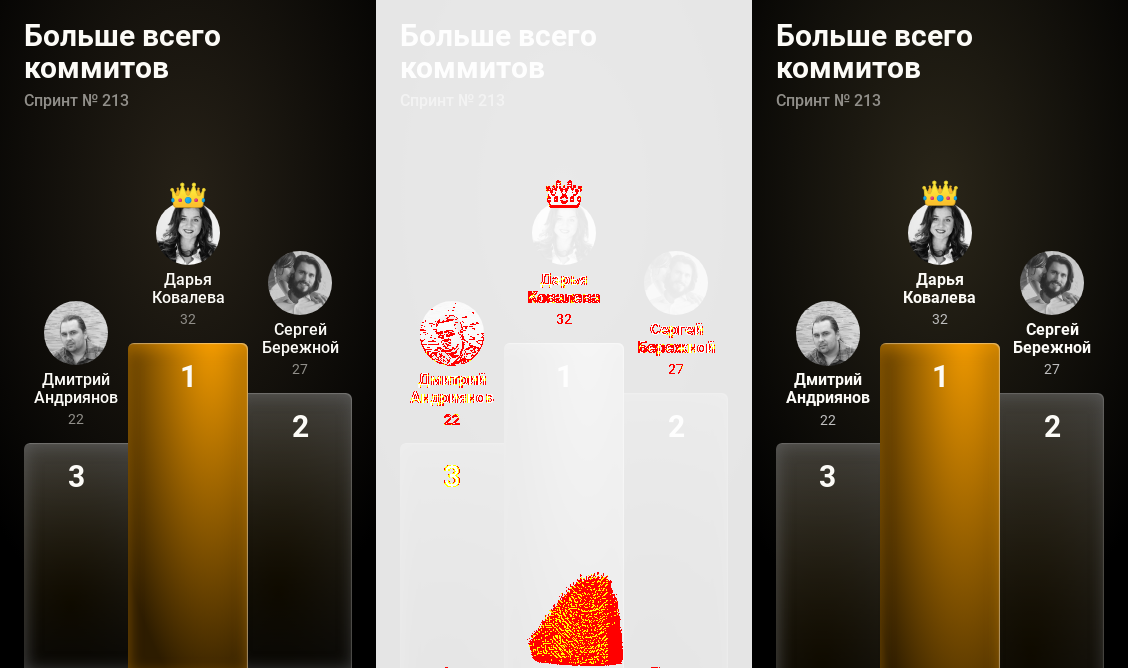 Больше всего
коммитов
Спринт № 213
Дарья
Ковалева
32
Сергей
Бережной
27
Дмитрий
Андриянов
22
1
2
3
Больше всего
коммитов
Спринт № 213
Дарья
Ковалева
32
Сергей
Бережной
27
Дмитрий
Андриянов
22
1
2
3
Больше всего
коммитов
Спринт № 213
Дарья
Ковалева
32
Сергей
Бережной
27
Дмитрий
Андриянов
22
1
2
3